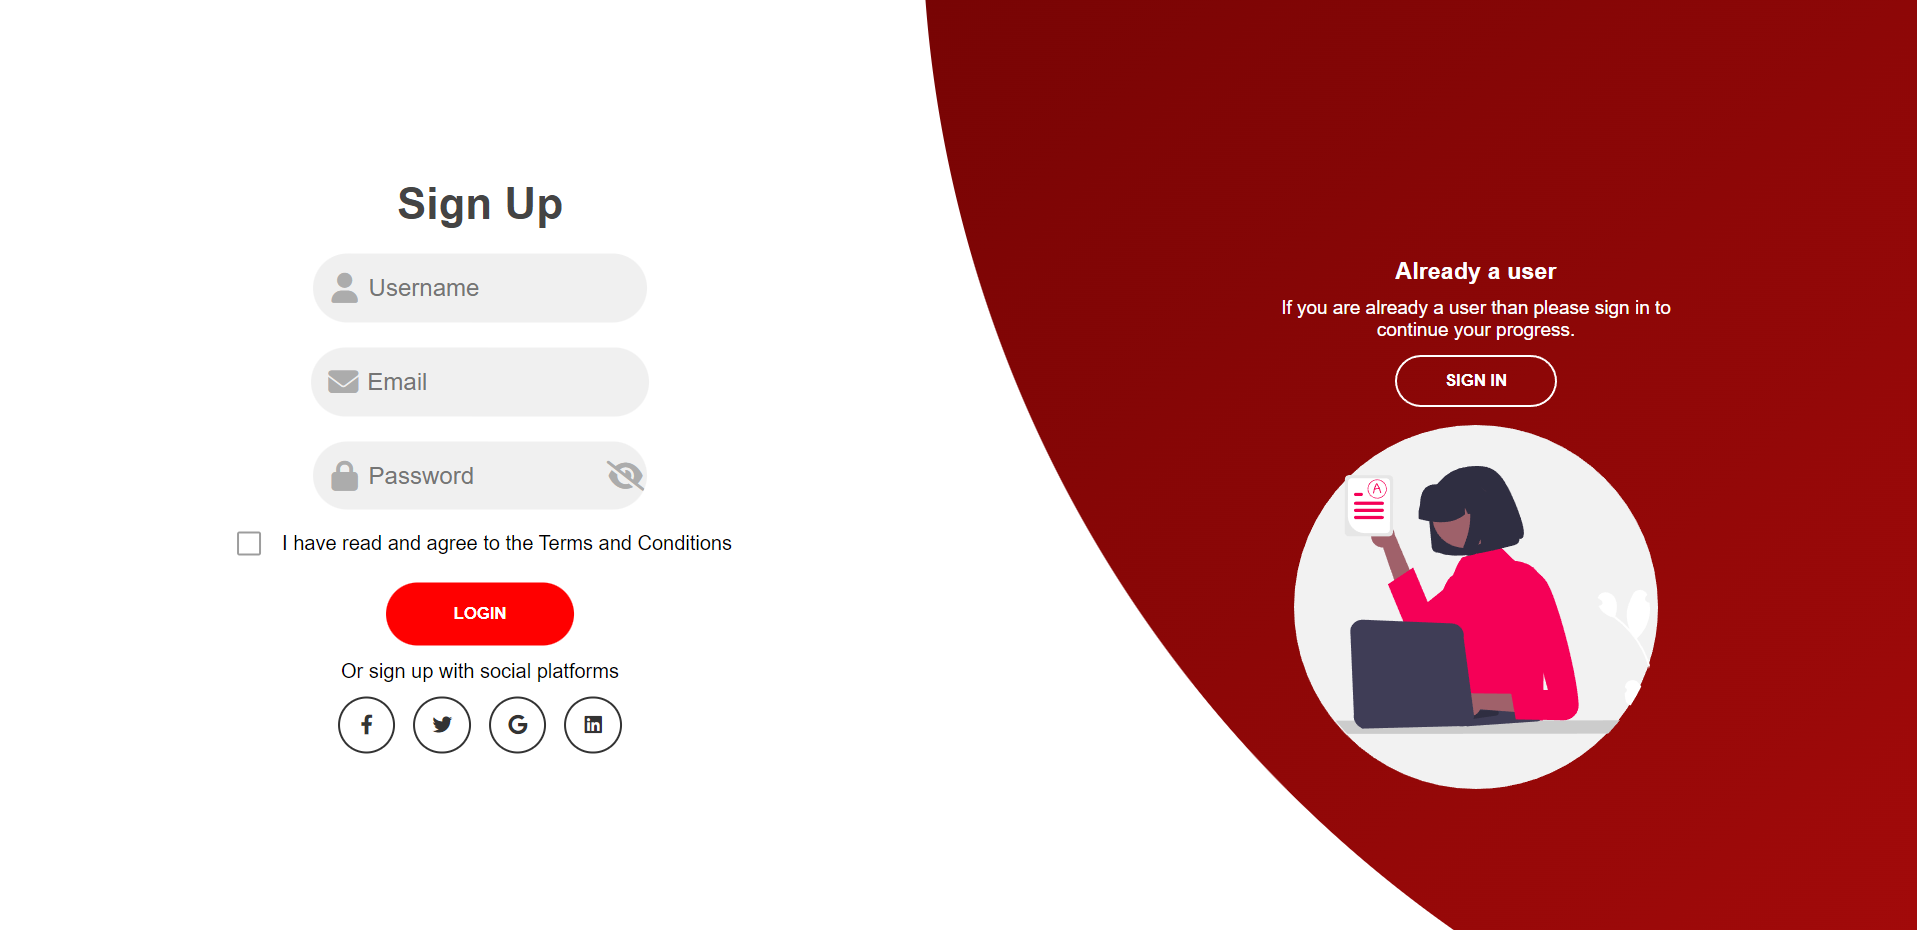 Sign Up
Username
Email
Password
I have read and agree to the Terms and Conditions
LOGIN
Or sign up with social platforms
Already a user
If you are already a user than please sign in to
continue your progress.
SIGN IN
A